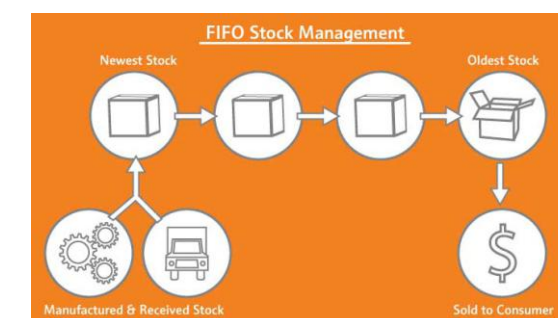 FIFO Stock Management
Newest Stock
Oldest Stock
$
Manufactured & Received Stock
Sold to Consumer